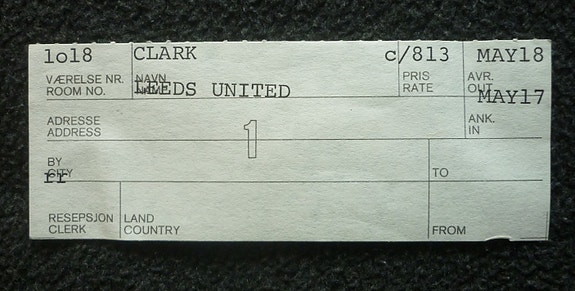 1o18 CLARK c/813 MAY18
VÆRELSE NR. NAVN PRIS AVR.
ROOM NO. NAME RATE OUT
LEEDS UNITED MAY17
ADRESSE ANK.
ADDRESS IN
1
BY
CITY TO
rr
RESEPSJON LAND
CLERK COUNTRY FROM